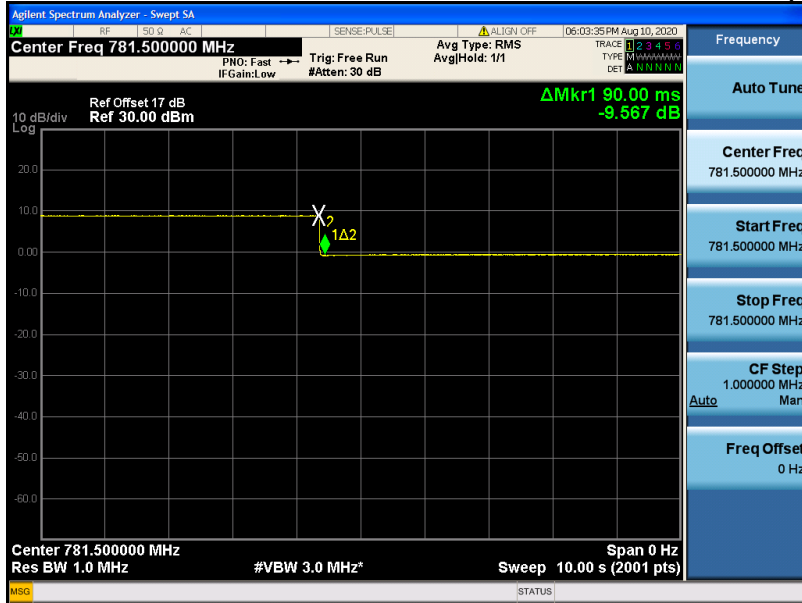 Agilent Spectrum Analyzer - Swept SA
LXI RF 50 Ω AC SENSE:PULSE ALIGN OFF 06:03:35 PM Aug 10, 2020
Center Freq 781.500000 MHz
PNO: Fast
IFGain:Low
Trig: Free Run
#Atten: 30 dB
Avg Type: RMS
Avg|Hold: 1/1
TRACE 1 2 3 4 5 6
TYPE M
DET A N N N N N
ΔMkr1 90.00 ms
-9.567 dB
Ref Offset 17 dB
10 dB/div Ref 30.00 dBm
Log
20.0
10.0
0.00
-10.0
-20.0
-30.0
-40.0
-50.0
-60.0
X2
1Δ2
Center 781.500000 MHz Span 0 Hz
Res BW 1.0 MHz #VBW 3.0 MHz* Sweep 10.00 s (2001 pts)
MSG STATUS
Frequency
Auto Tune
Center Freq
781.500000 MHz
Start Freq
781.500000 MHz
Stop Freq
781.500000 MHz
CF Step
1.000000 MHz
Auto Man
Freq Offset
0 Hz